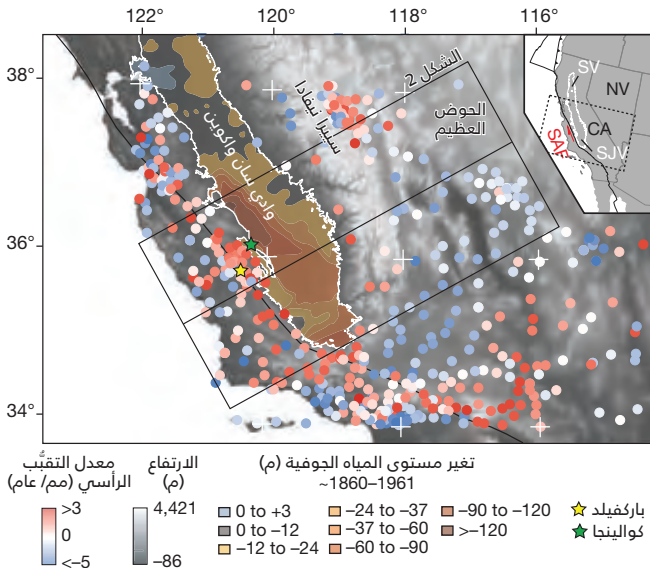 122° 120° 118° 116°
38°
36°
34°
الشكل 2
سييرا نيفادا
الحوض
العظيم
وادي سان واكوين
SV
NV
CA
SAF
SJV
معدل التقبُّب
الرأسي (مم/ عام)
>3
0
<–5
الارتفاع
(م)
4,421
–86
تغير مستوى المياه الجوفية (م)
~1860–1961
0 to +3
0 to –12
–12 to –24
–24 to –37
–37 to –60
–60 to –90
–90 to –120
>–120
باركفيلد
كوالينجا